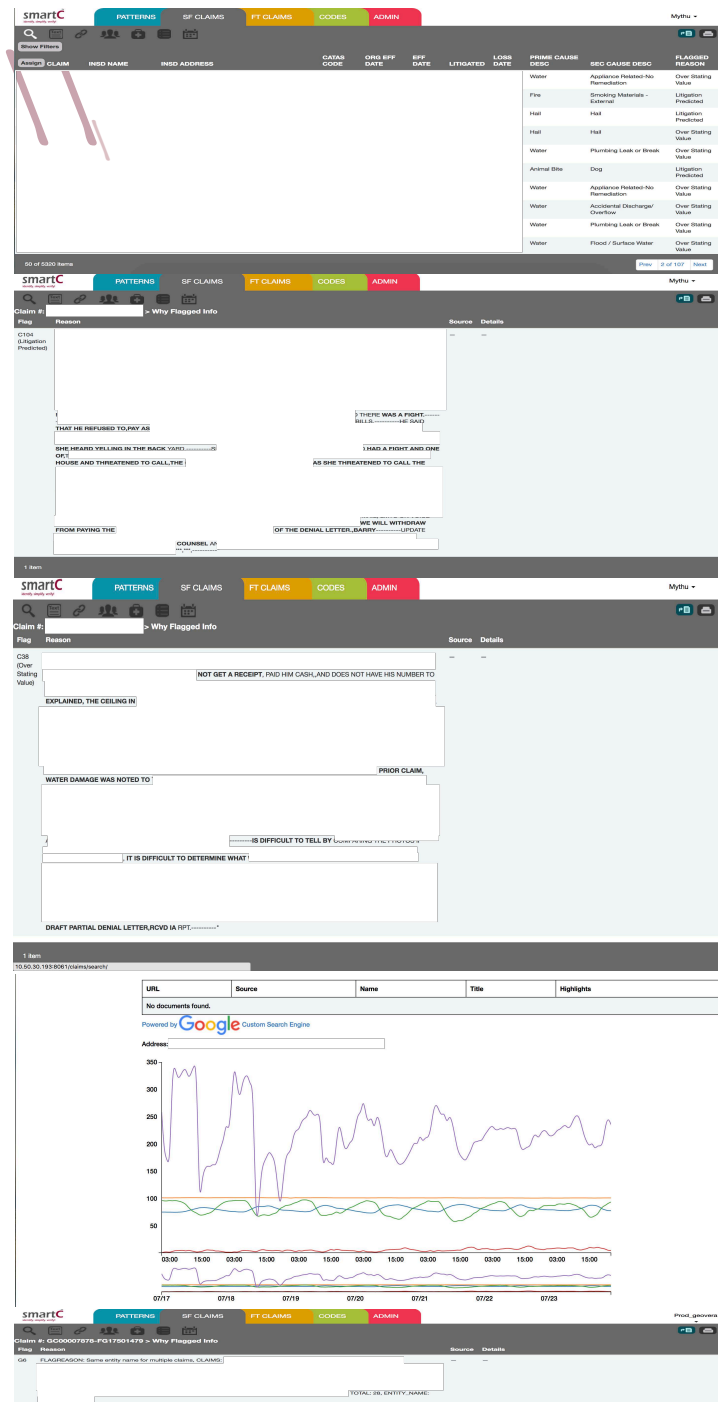 smartC
PATTERNS SF CLAIMS FT CLAIMS CODES ADMIN Mythu
Show Filters
Assign CLAIM INSD NAME INSD ADDRESS CATAS CODE ORG EFF DATE EFF DATE LITIGATED LOSS DATE PRIME CAUSE DESC SEC CAUSE DESC FLAGGED REASON
Water Appliance Related-No Remediation Over Stating Value
Fire Smoking Materials - External Litigation Predicted
Hail Hail Litigation Predicted
Hail Hail Over Stating Value
Water Plumbing Leak or Break Over Stating Value
Animal Bite Dog Litigation Predicted
Water Appliance Related-No Remediation Over Stating Value
Water Accidental Discharge/ Overflow Over Stating Value
Water Plumbing Leak or Break Over Stating Value
Water Flood / Surface Water Over Stating Value
50 of 5320 items Prev 2 of 107 Next
smartC
PATTERNS SF CLAIMS FT CLAIMS CODES ADMIN Mythu
Claim #: > Why Flagged Info
Flag Reason Source Details
C104 (Litigation Predicted) — —
THERE WAS A FIGHT.-------
BILLS.------------HE SAID
THAT HE REFUSED TO,PAY AS
SHE HEARD YELLING IN THE BACK YARD HAD A FIGHT AND ONE
OF,
HOUSE AND THREATENED TO CALL,THE AS SHE THREATENED TO CALL THE
WE WILL WITHDRAW
FROM PAYING THE OF THE DENIAL LETTER.,BARRY-----------UPDATE
COUNSEL
1 item
smartC
PATTERNS SF CLAIMS FT CLAIMS CODES ADMIN Mythu
Claim #: > Why Flagged Info
Flag Reason Source Details
C38 (Over Stating Value) — —
NOT GET A RECEIPT, PAID HIM CASH,,AND DOES NOT HAVE HIS NUMBER TO
EXPLAINED, THE CEILING IN
PRIOR CLAIM,
WATER DAMAGE WAS NOTED TO
----------IS DIFFICULT TO TELL BY COMPARING THE PHOTOS
. IT IS DIFFICULT TO DETERMINE WHAT
DRAFT PARTIAL DENIAL LETTER,RCVD IA RPT.------------*
1 item
10.50.30.193:8061/claims/search/
URL Source Name Title Highlights
No documents found.
Powered by Google Custom Search Engine
Address:
350
300
250
200
150
100
50
03:00 15:00 03:00 15:00 03:00 15:00 03:00 15:00 03:00 15:00 03:00 15:00 03:00 15:00
07/17 07/18 07/19 07/20 07/21 07/22 07/23
smartC
PATTERNS SF CLAIMS FT CLAIMS CODES ADMIN Prod_geovera
Claim #: GC00007878-FG17501479 > Why Flagged Info
Flag Reason Source Details
G6 FLAGREASON: Same entity name for multiple claims, CLAIMS: — —
TOTAL: 28, ENTITY_NAME: